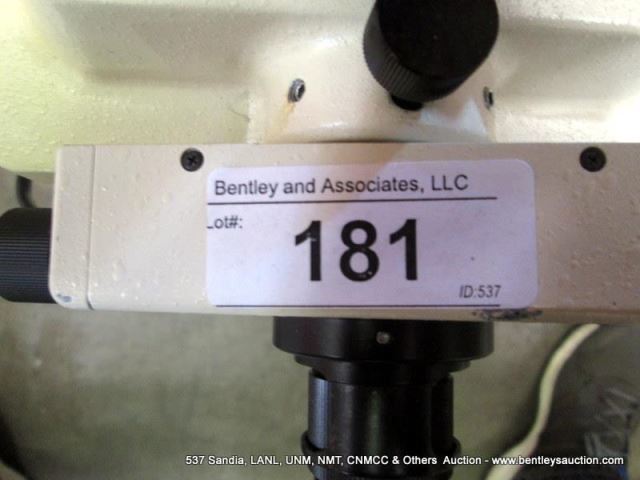 Bentley and Associates, LLC
Lot#:
181
ID:537
537 Sandia, LANL, UNM, NMT, CNMCC & Others Auction - www.bentleysauction.com